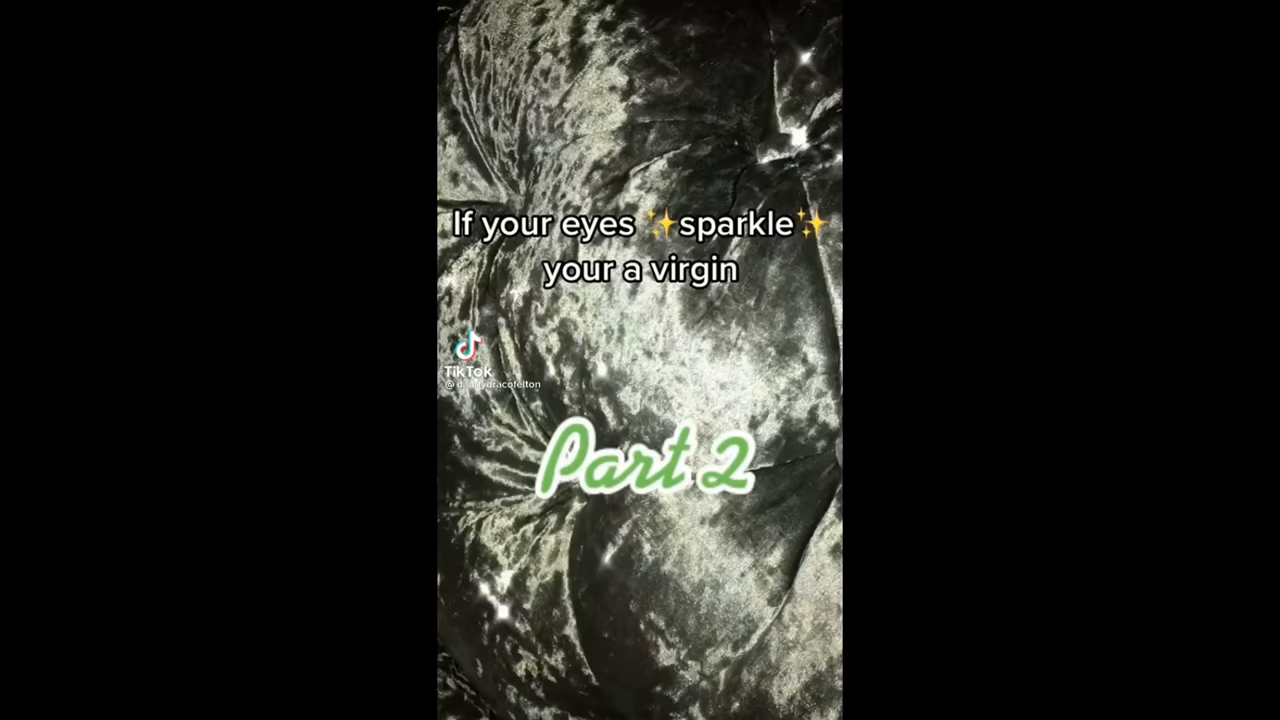 If your eyes ✨sparkle✨
your a virgin
TikTok
Part 2